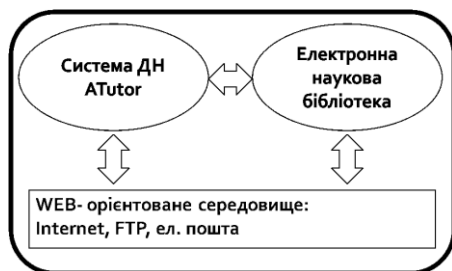 Система ДН
ATutor
Електронна
наукова
бібліотека
WEB- орієнтоване середовище:
Internet, FTP, ел. пошта